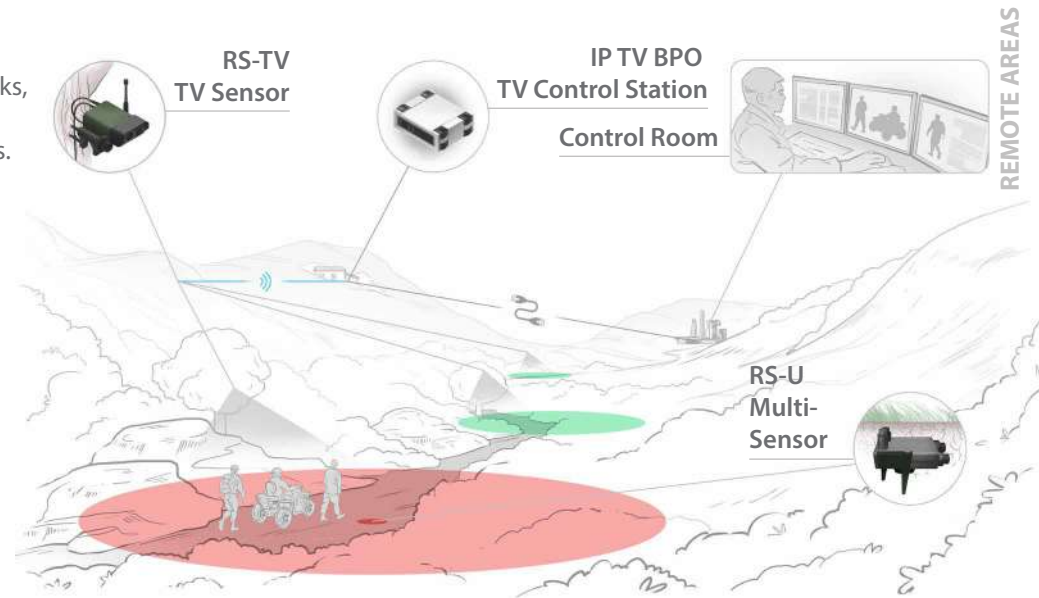 ks,
s.
RS-TV
TV Sensor
IP TV BPO
TV Control Station
Control Room
REMOTE AREAS
RS-U
Multi-
Sensor